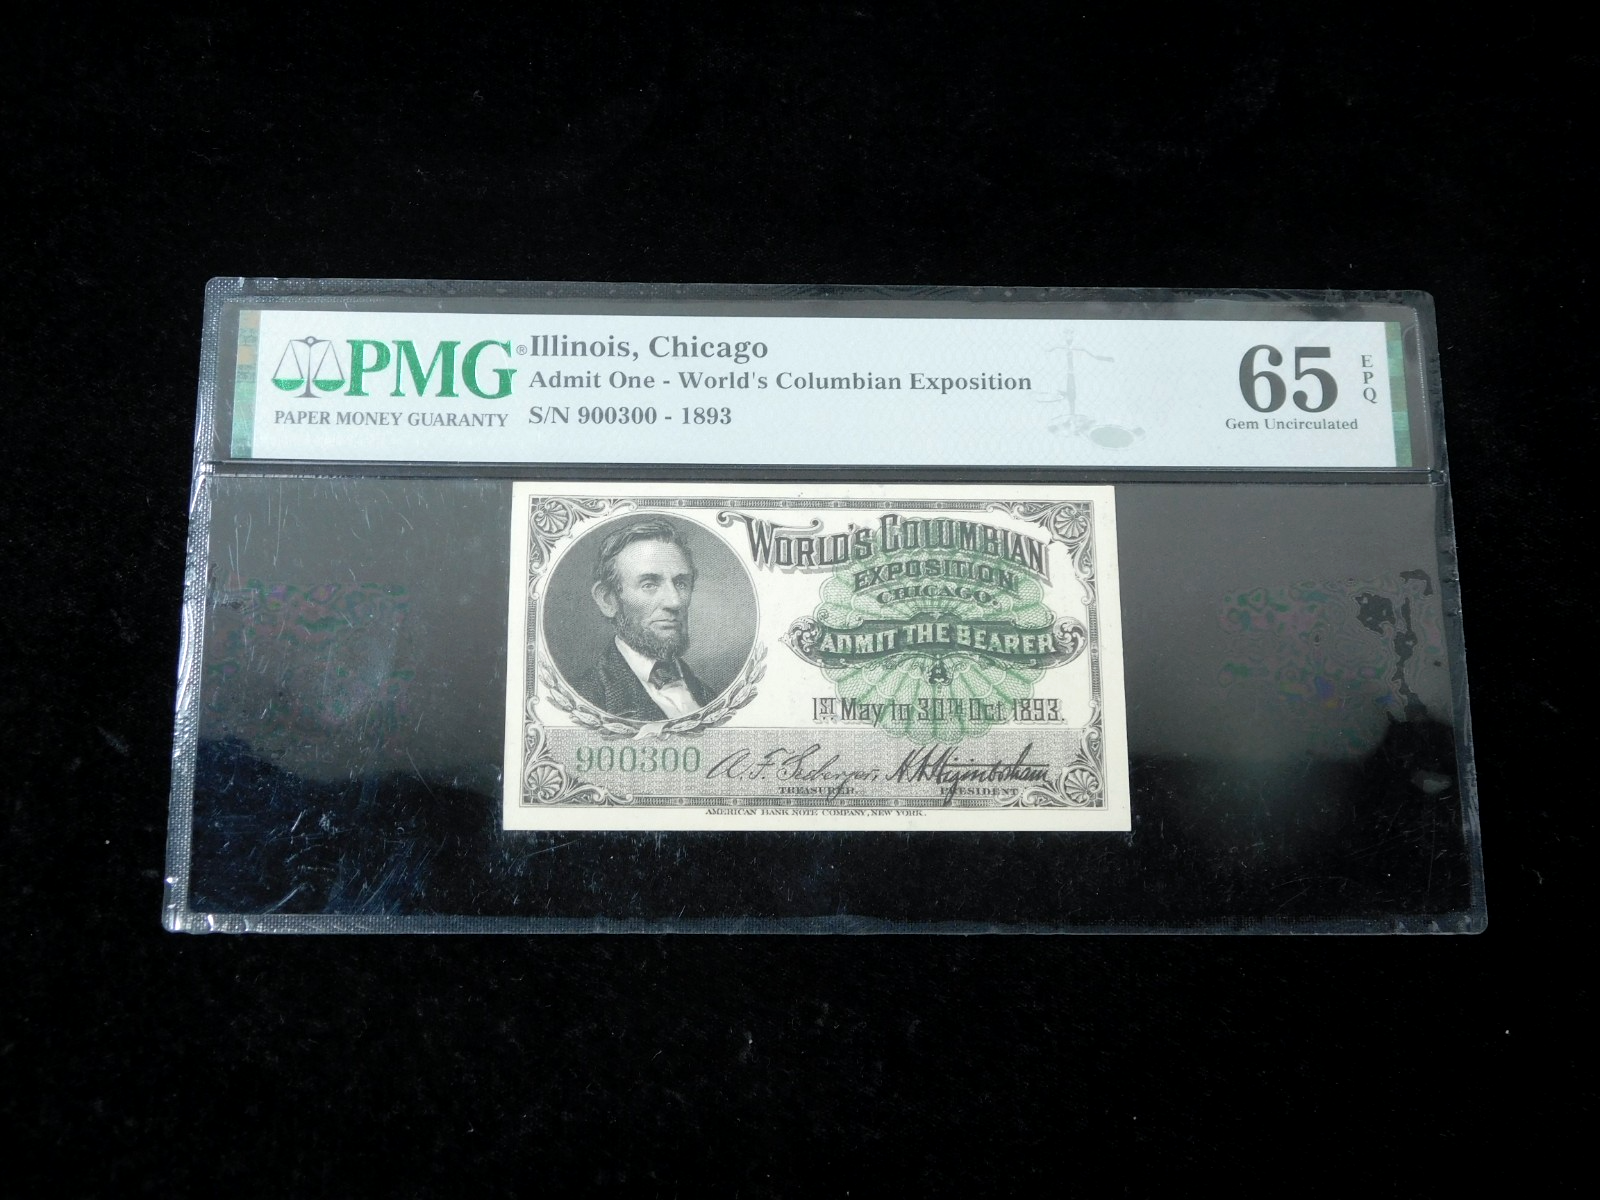 PMG®
PAPER MONEY GUARANTY
Illinois, Chicago
Admit One - World's Columbian Exposition
S/N 900300 - 1893
65
EPQ
Gem Uncirculated
WORLD'S COLUMBIAN
EXPOSITION
CHICAGO.
ADMIT THE BEARER
A
1ST May to 30TH Oct. 1893.
900300
A. F. Seeberger, H. N. Higinbotham
TREASURER. PRESIDENT
AMERICAN BANK NOTE COMPANY, NEW YORK.